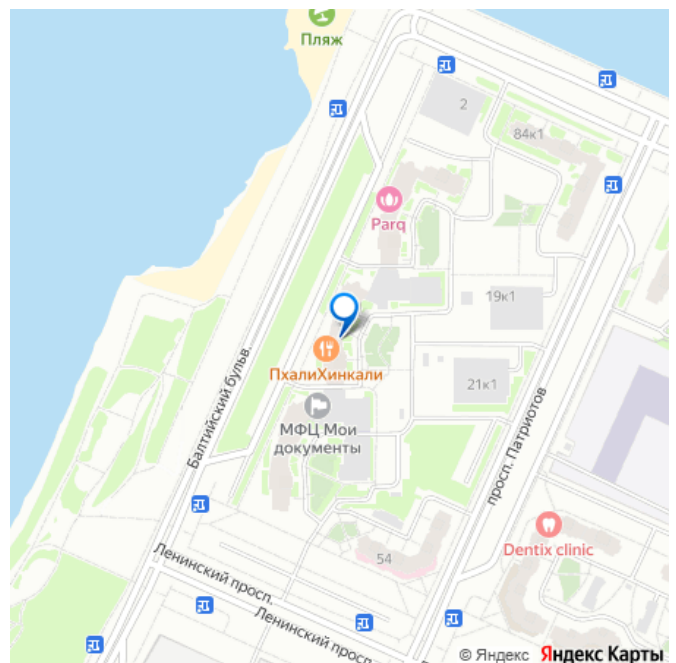 Пляж
2
84к1
Parq
19к1
ПхалиХинкали
21к1
Балтийский бульв.
МФЦ Мои
документы
просп. Патриотов
Dentix clinic
54
Ленинский просп.
Ленинский просп
© Яндекс Яндекс Карты